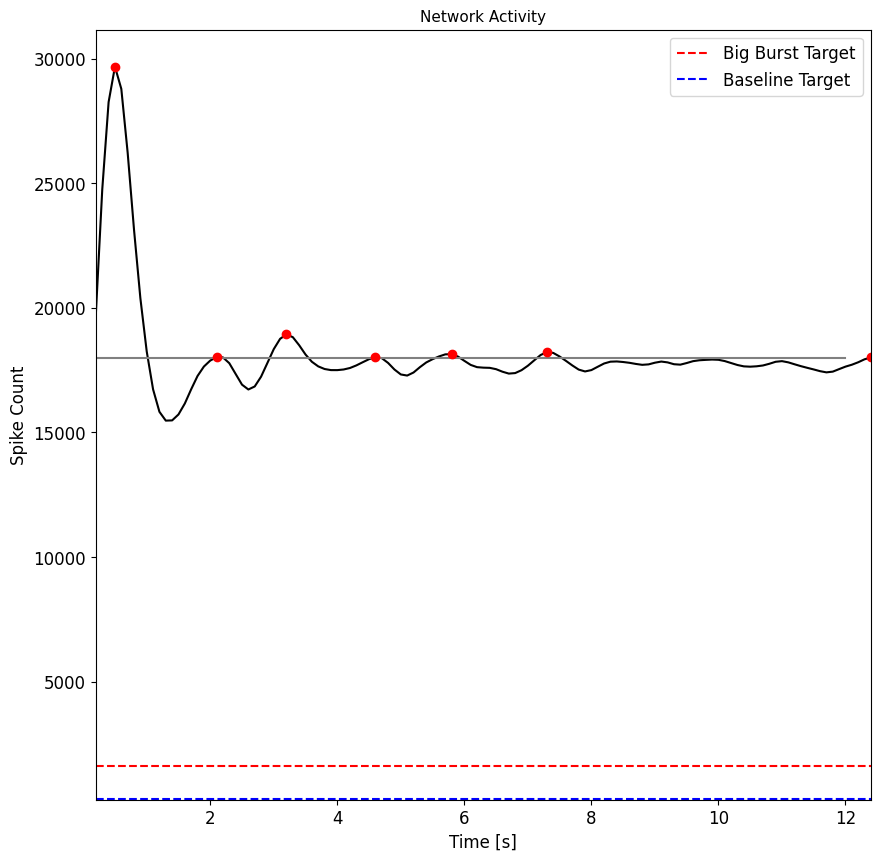 Network Activity
Big Burst Target
Baseline Target
Spike Count
30000
25000
20000
15000
10000
5000
2 4 6 8 10 12
Time [s]